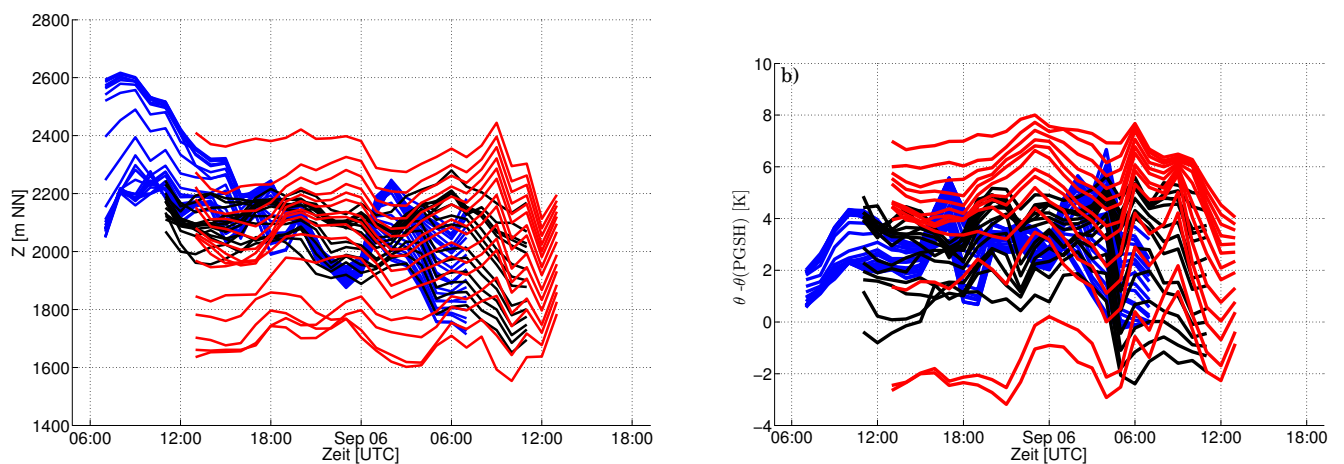 2800
2600
2400
2200
2000
1800
1600
1400
Z [m NN]
06:00 12:00 18:00 Sep 06 06:00 12:00 18:00
Zeit [UTC]
b)
10
8
6
4
2
0
−2
−4
θ -θ(PGSH) [K]
06:00 12:00 18:00 Sep 06 06:00 12:00 18:00
Zeit [UTC]